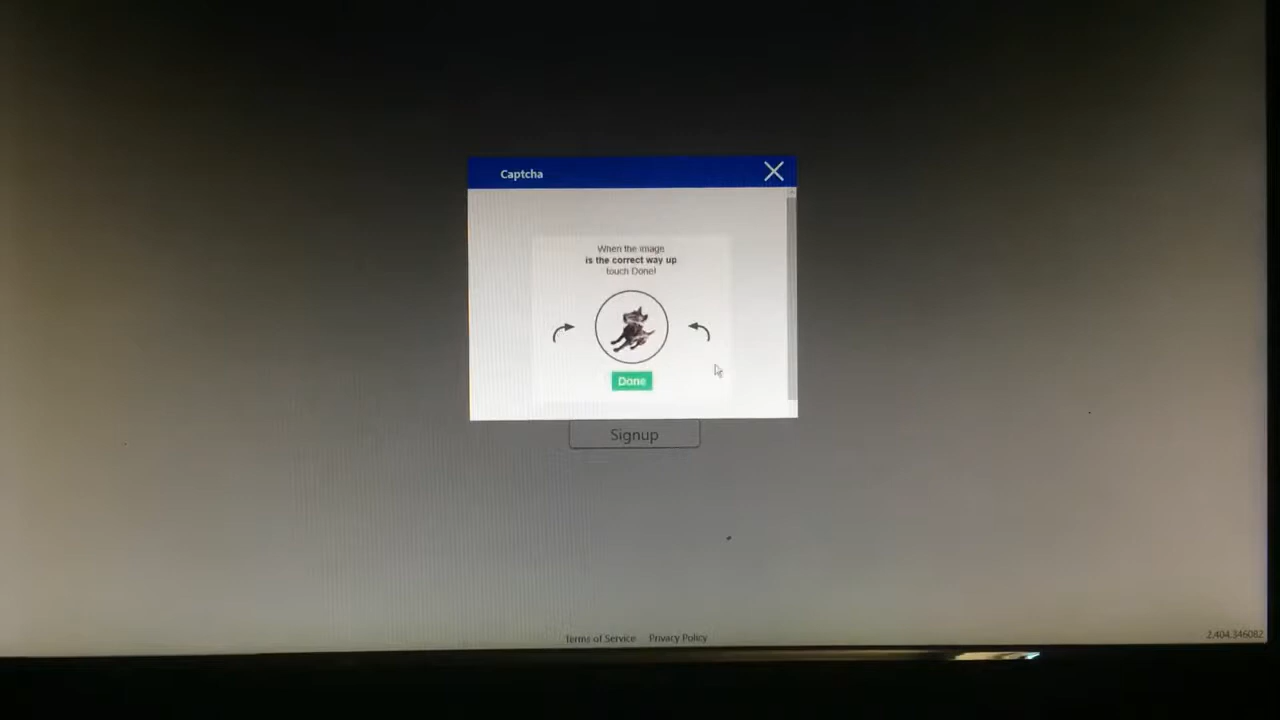 Captcha
When the image
is the correct way up
touch Done!
Done
Signup
Terms of Service Privacy Policy
2.404.346082